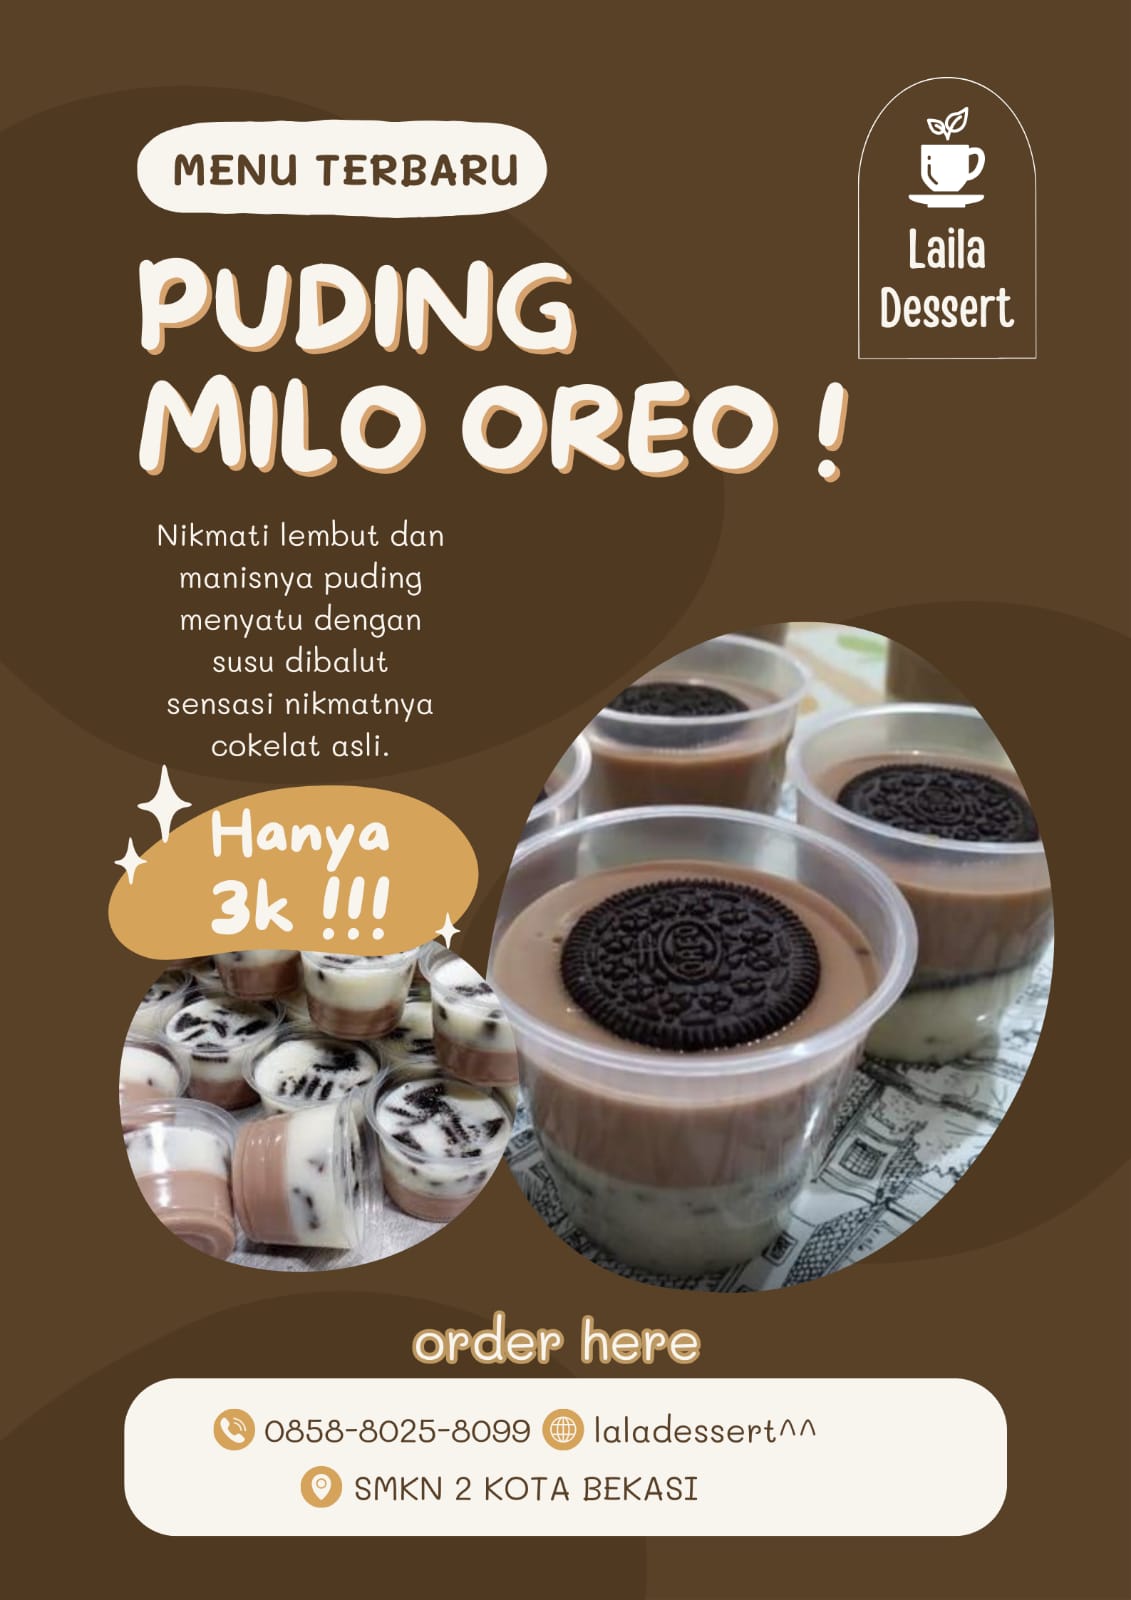 MENU TERBARU
Laila
Dessert
PUDING
MILO OREO !
Nikmati lembut dan
manisnya puding
menyatu dengan
susu dibalut
sensasi nikmatnya
cokelat asli.
Hanya
3k !!!
OREO
order here
0858-8025-8099 laladessert^^
SMKN 2 KOTA BEKASI